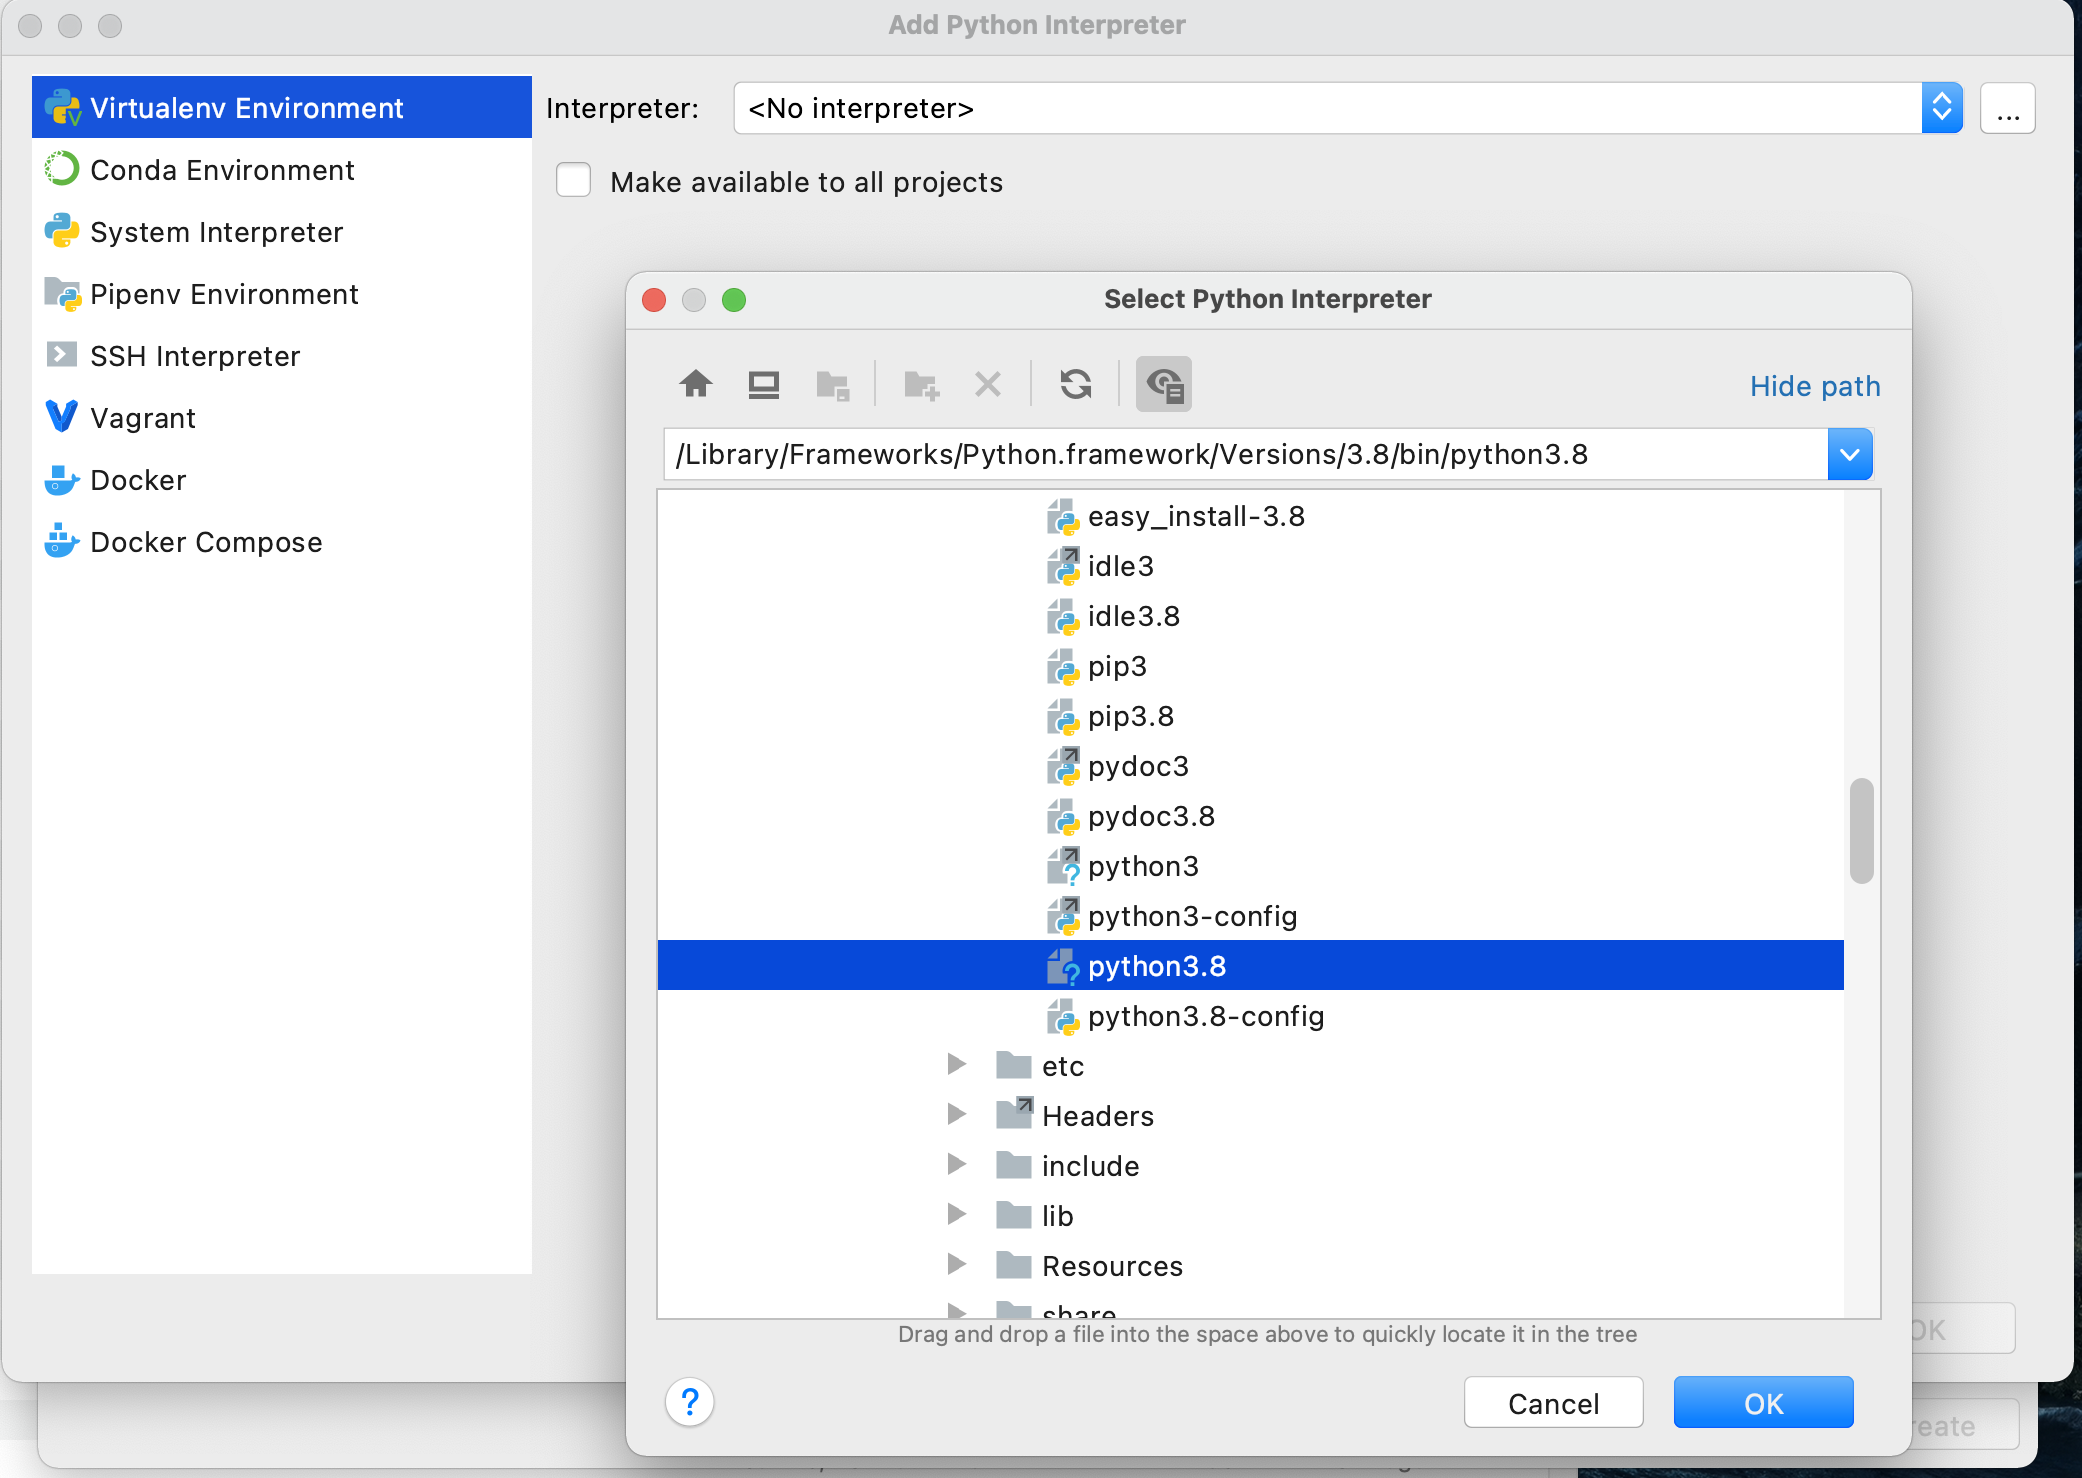 Add Python Interpreter
Virtualenv Environment
Conda Environment
System Interpreter
Pipenv Environment
SSH Interpreter
Vagrant
Docker
Docker Compose
Interpreter: <No interpreter> ...
Make available to all projects
Select Python Interpreter
Hide path
/Library/Frameworks/Python.framework/Versions/3.8/bin/python3.8
easy_install-3.8
idle3
idle3.8
pip3
pip3.8
pydoc3
pydoc3.8
python3
python3-config
python3.8
python3.8-config
etc
Headers
include
lib
Resources
share
Drag and drop a file into the space above to quickly locate it in the tree
? Cancel OK
OK
reate